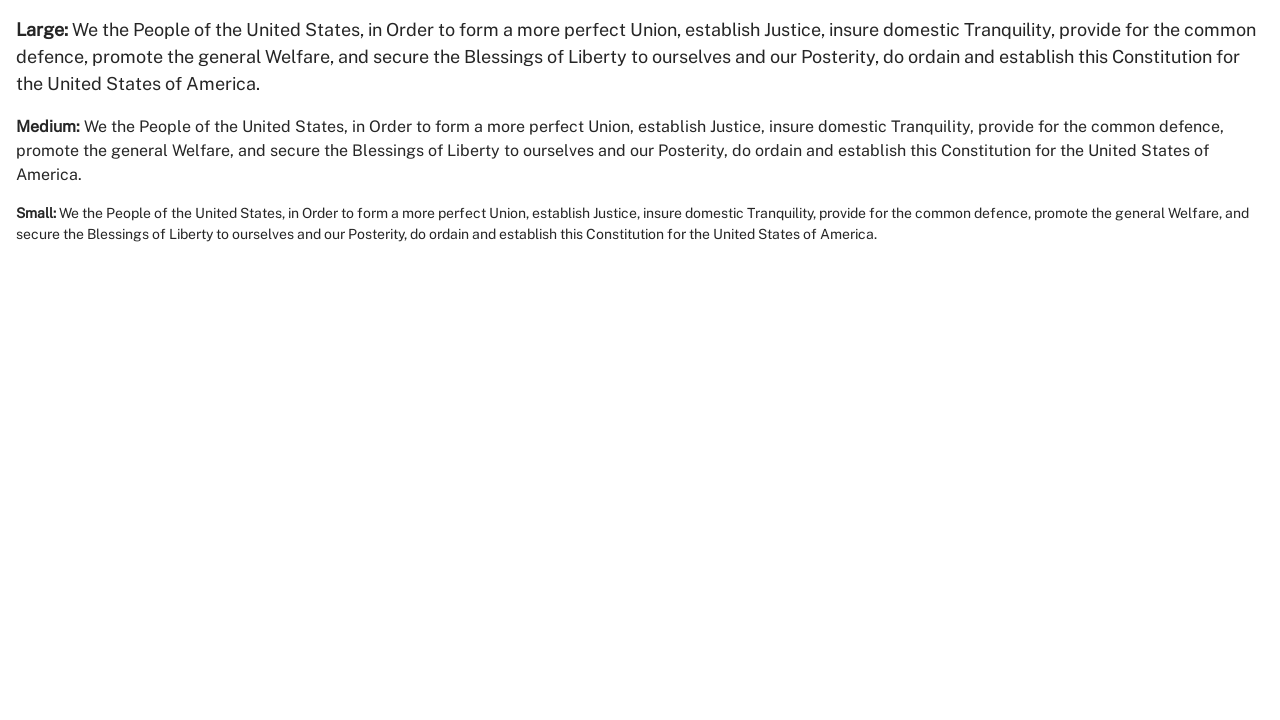 Large: We the People of the United States, in Order to form a more perfect Union, establish Justice, insure domestic Tranquility, provide for the common
defence, promote the general Welfare, and secure the Blessings of Liberty to ourselves and our Posterity, do ordain and establish this Constitution for
the United States of America.
Medium: We the People of the United States, in Order to form a more perfect Union, establish Justice, insure domestic Tranquility, provide for the common defence,
promote the general Welfare, and secure the Blessings of Liberty to ourselves and our Posterity, do ordain and establish this Constitution for the United States of
America.
Small: We the People of the United States, in Order to form a more perfect Union, establish Justice, insure domestic Tranquility, provide for the common defence, promote the general Welfare, and
secure the Blessings of Liberty to ourselves and our Posterity, do ordain and establish this Constitution for the United States of America.